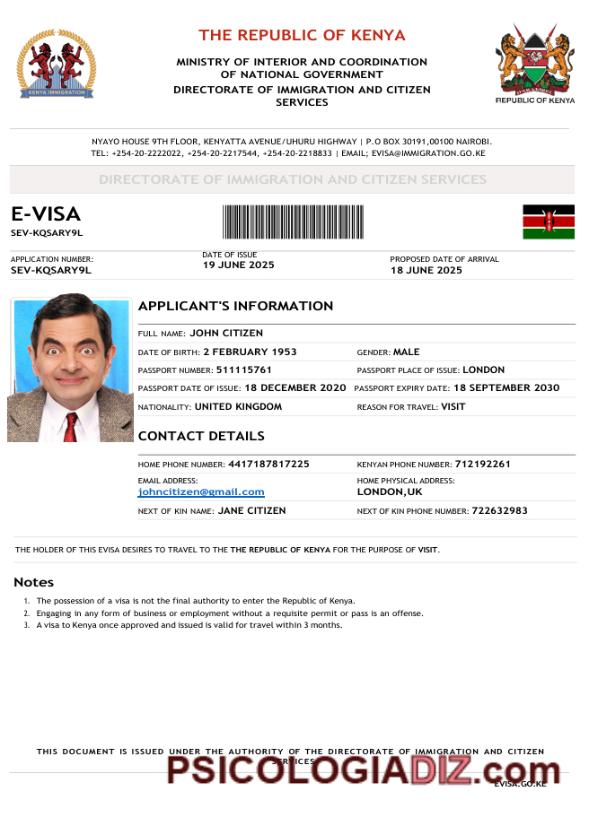 THE REPUBLIC OF KENYA
MINISTRY OF INTERIOR AND COORDINATION
OF NATIONAL GOVERNMENT
DIRECTORATE OF IMMIGRATION AND CITIZEN
SERVICES
KENYA IMMIGRATION
REPUBLIC OF KENYA
NYAYO HOUSE 9TH FLOOR, KENYATTA AVENUE/UHURU HIGHWAY | P.O BOX 30191,00100 NAIROBI.
TEL: +254-20-2222022, +254-20-2217544, +254-20-2218833 | EMAIL; EVISA@IMMIGRATION.GO.KE
DIRECTORATE OF IMMIGRATION AND CITIZEN SERVICES
E-VISA
SEV-KQSARY9L
APPLICATION NUMBER:
SEV-KQSARY9L
DATE OF ISSUE
19 JUNE 2025
PROPOSED DATE OF ARRIVAL
18 JUNE 2025
APPLICANT'S INFORMATION
FULL NAME: JOHN CITIZEN
DATE OF BIRTH: 2 FEBRUARY 1953 GENDER: MALE
PASSPORT NUMBER: 511115761 PASSPORT PLACE OF ISSUE: LONDON
PASSPORT DATE OF ISSUE: 18 DECEMBER 2020 PASSPORT EXPIRY DATE: 18 SEPTEMBER 2030
NATIONALITY: UNITED KINGDOM REASON FOR TRAVEL: VISIT
CONTACT DETAILS
HOME PHONE NUMBER: 4417187817225 KENYAN PHONE NUMBER: 712192261
EMAIL ADDRESS:
johncitizen@gmail.com
HOME PHYSICAL ADDRESS:
LONDON,UK
NEXT OF KIN NAME: JANE CITIZEN NEXT OF KIN PHONE NUMBER: 722632983
THE HOLDER OF THIS EVISA DESIRES TO TRAVEL TO THE THE REPUBLIC OF KENYA FOR THE PURPOSE OF VISIT.
Notes
1. The possession of a visa is not the final authority to enter the Republic of Kenya.
2. Engaging in any form of business or employment without a requisite permit or pass is an offense.
3. A visa to Kenya once approved and issued is valid for travel within 3 months.
THIS DOCUMENT IS ISSUED UNDER THE AUTHORITY OF THE DIRECTORATE OF IMMIGRATION AND CITIZEN
SERVICES
PSICOLOGIADIZ.com
EVISA.GO.KE